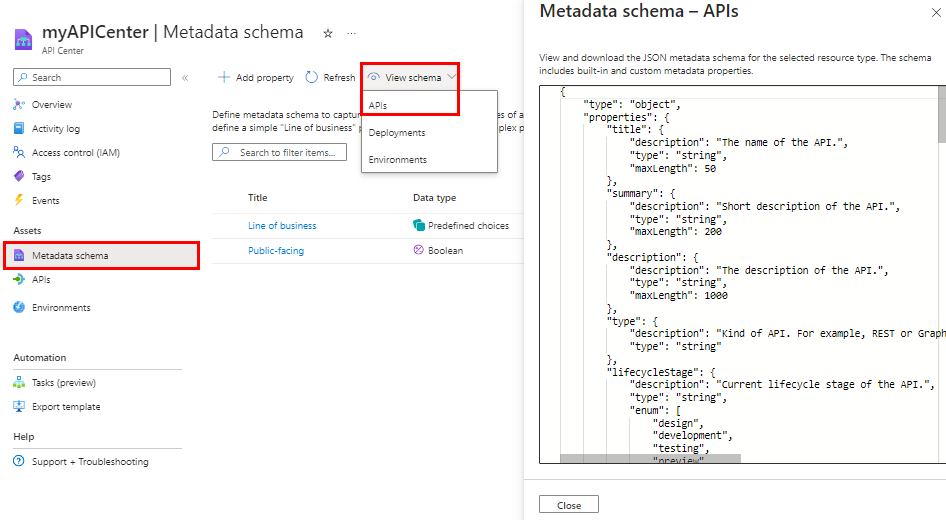 myAPICenter | Metadata schema
API Center
Search
Overview
Activity log
Access control (IAM)
Tags
Events
Assets
Metadata schema
APIs
Environments
Automation
Tasks (preview)
Export template
Help
Support + Troubleshooting
Add property
Refresh
View schema
APIs
Deployments
Environments
Define metadata schema to captur
es of a
define a simple "Line of business" p
plex p
Search to filter items...
Title
Data type
Line of business
Predefined choices
Public-facing
Boolean
Metadata schema – APIs
View and download the JSON metadata schema for the selected resource type. The schema
includes built-in and custom metadata properties.
{
"type": "object",
"properties": {
"title": {
"description": "The name of the API.",
"type": "string",
"maxLength": 50
},
"summary": {
"description": "Short description of the API.",
"type": "string",
"maxLength": 200
},
"description": {
"description": "The description of the API.",
"type": "string",
"maxLength": 1000
},
"type": {
"description": "Kind of API. For example, REST or Graph
"type": "string"
},
"lifecycleStage": {
"description": "Current lifecycle stage of the API.",
"type": "string",
"enum": [
"design",
"development",
"testing",
"preview"
Close